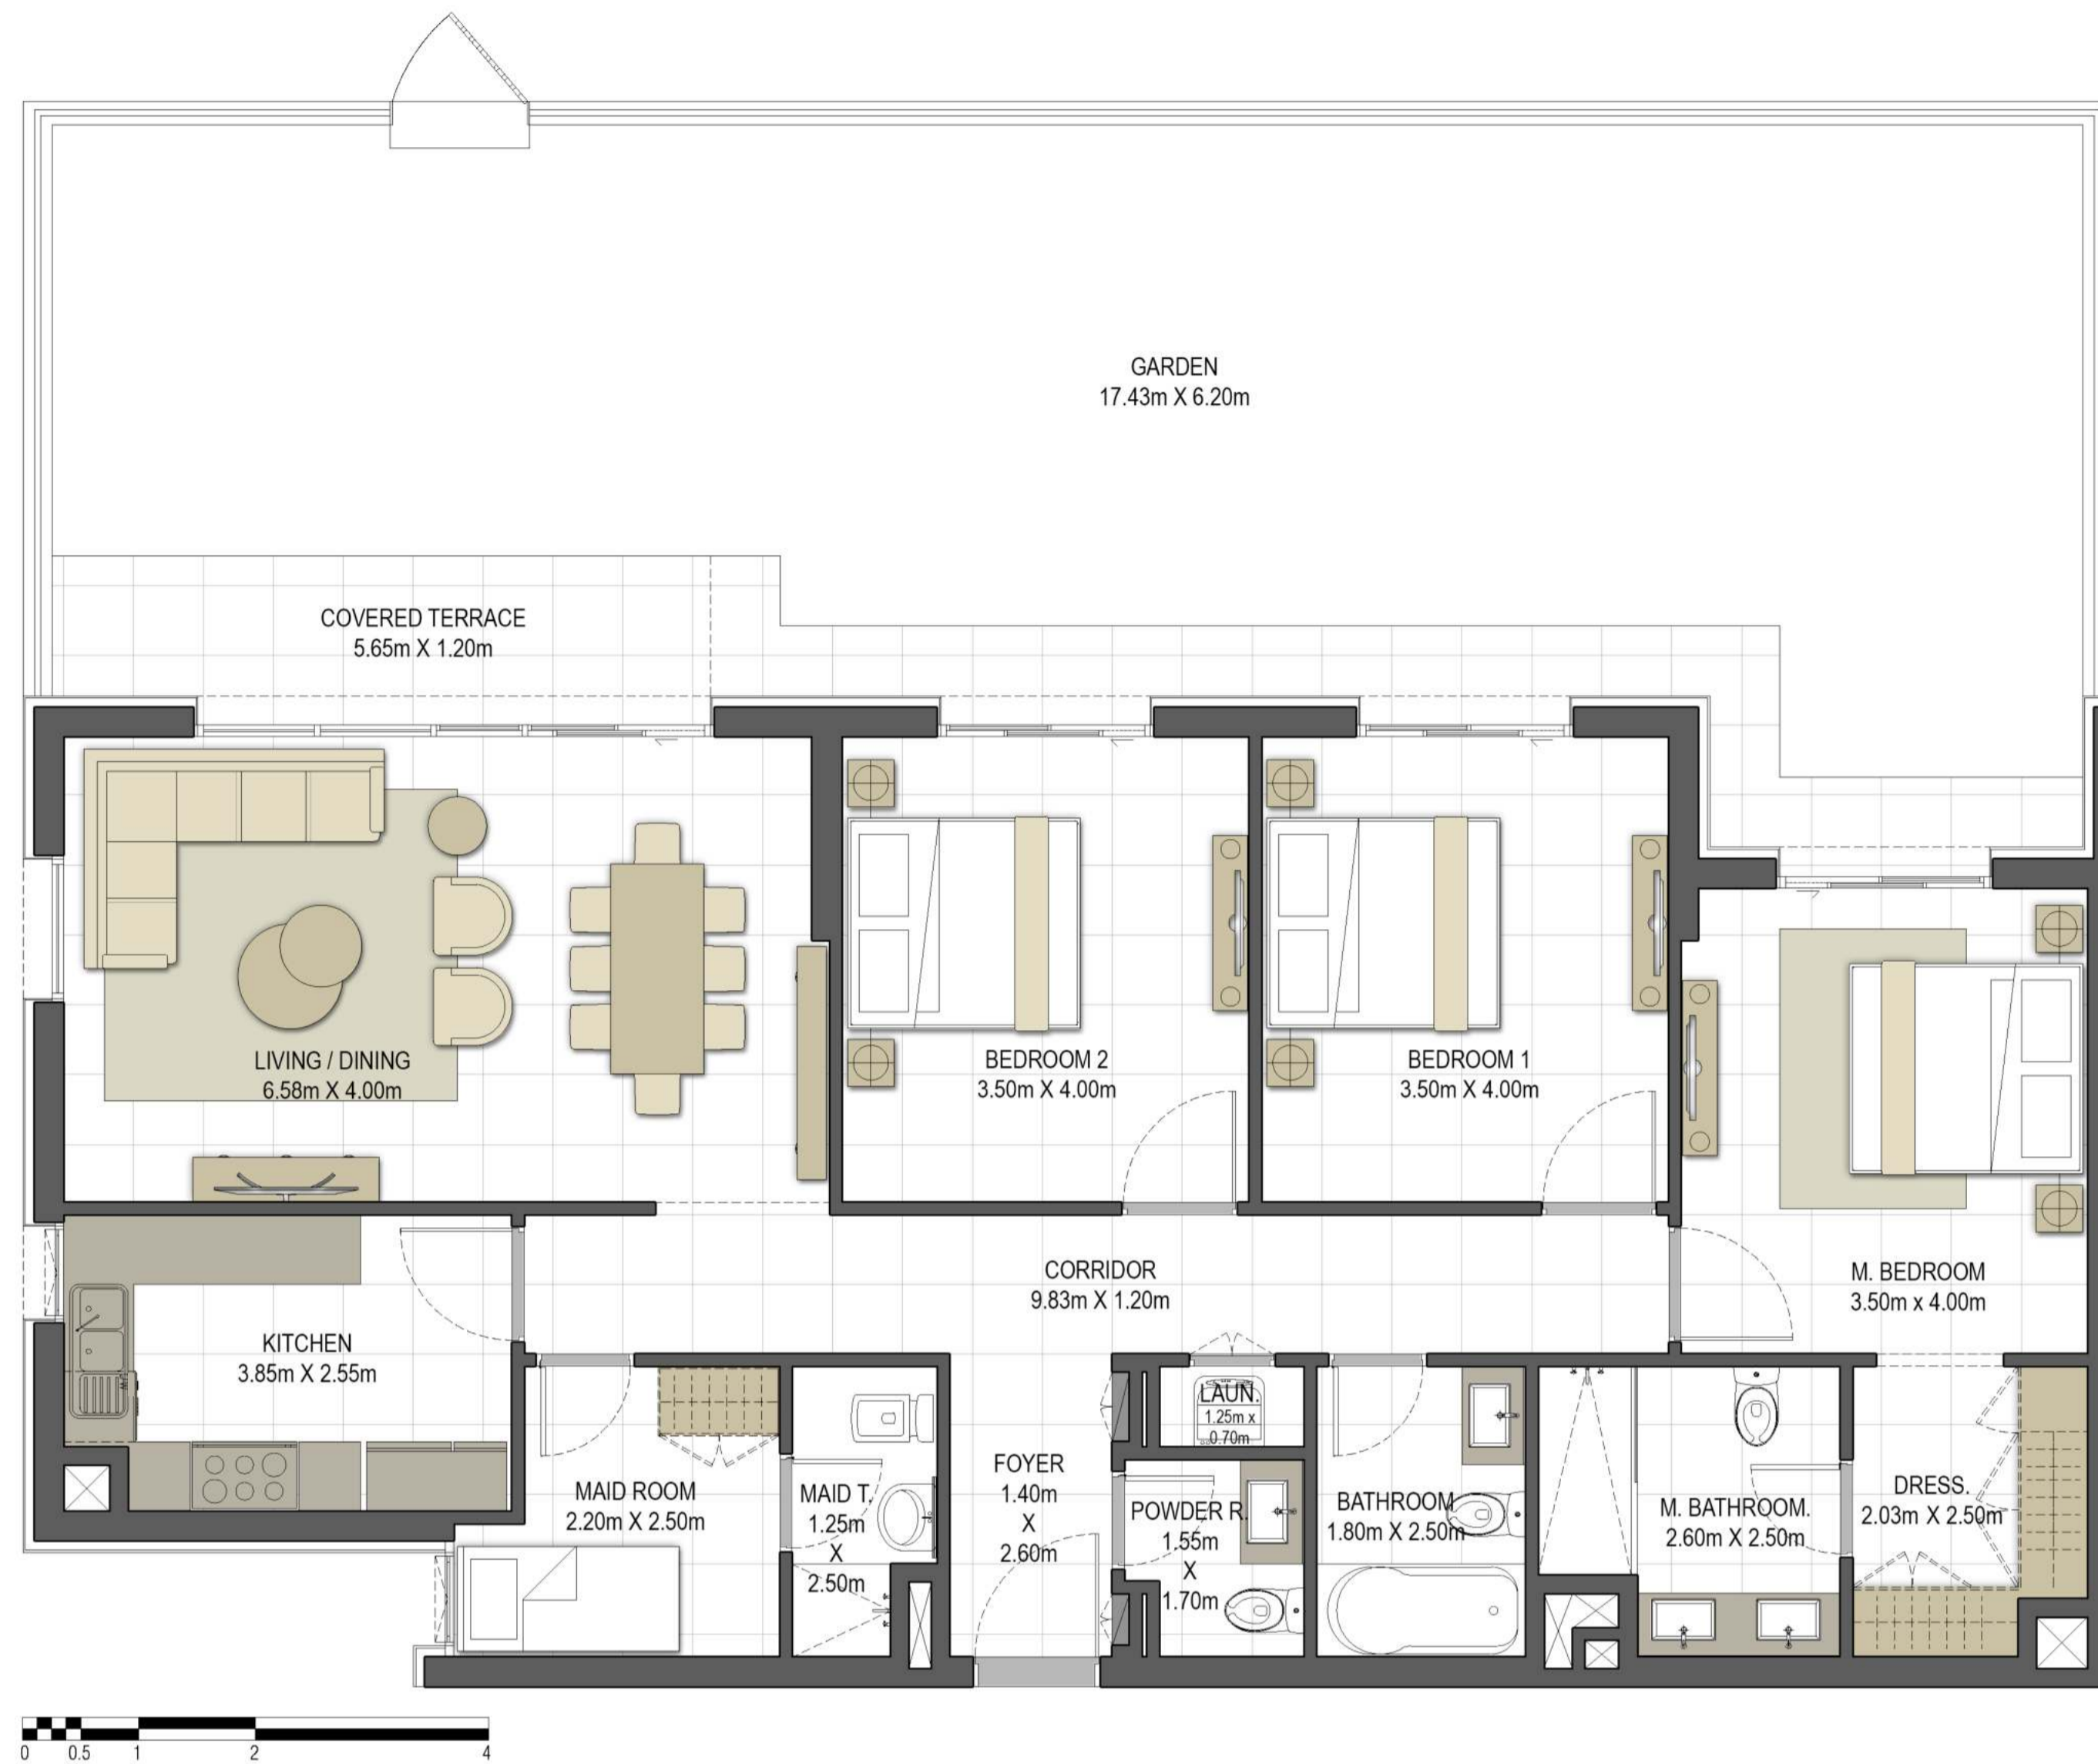 GARDEN
17.43m X 6.20m
COVERED TERRACE
5.65m X 1.20m
LIVING / DINING
6.58m X 4.00m
BEDROOM 2
3.50m X 4.00m
BEDROOM 1
3.50m X 4.00m
M. BEDROOM
3.50m x 4.00m
CORRIDOR
9.83m X 1.20m
KITCHEN
3.85m X 2.55m
MAID ROOM
2.20m X 2.50m
MAID T.
1.25m
X
2.50m
FOYER
1.40m
X
2.60m
LAUN.
1.25m x
0.70m
POWDER R.
1.55m
X
1.70m
BATHROOM
1.80m X 2.50m
M. BATHROOM.
2.60m X 2.50m
DRESS.
2.03m X 2.50m
0 0.5 1 2 4